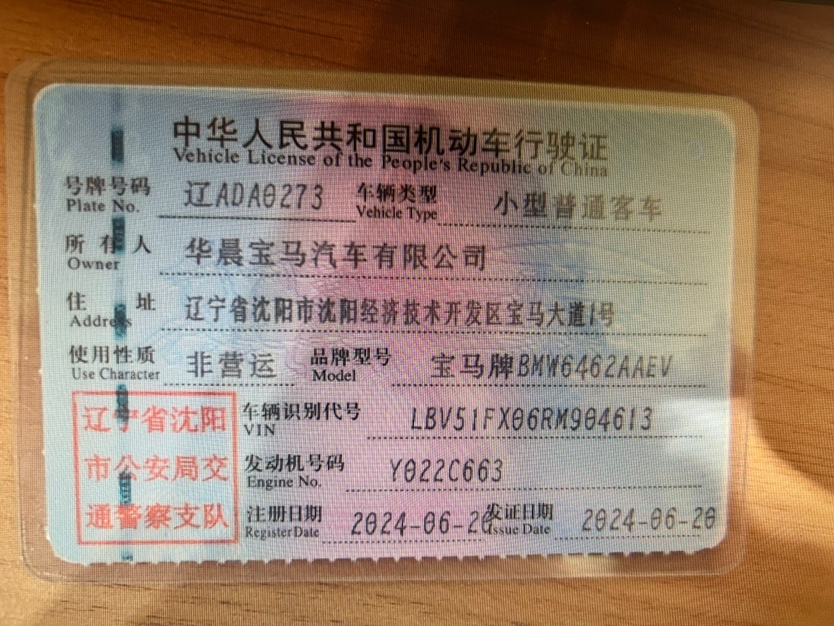 中华人民共和国机动车行驶证
Vehicle License of the People's Republic of China
号牌号码 辽ADA0273 车辆类型 小型普通客车
Plate No. Vehicle Type
所有人 华晨宝马汽车有限公司
Owner
住址 辽宁省沈阳市沈阳经济技术开发区宝马大道1号
Address
使用性质 非营运 品牌型号 宝马牌BMW6462AAEV
Use Character Model
辽宁省沈阳
市公安局交
通警察支队
车辆识别代号 LBV51FX06RM904613
VIN
发动机号码 Y022C663
Engine No.
注册日期 2024-06-20 发证日期 2024-06-20
Register Date Issue Date